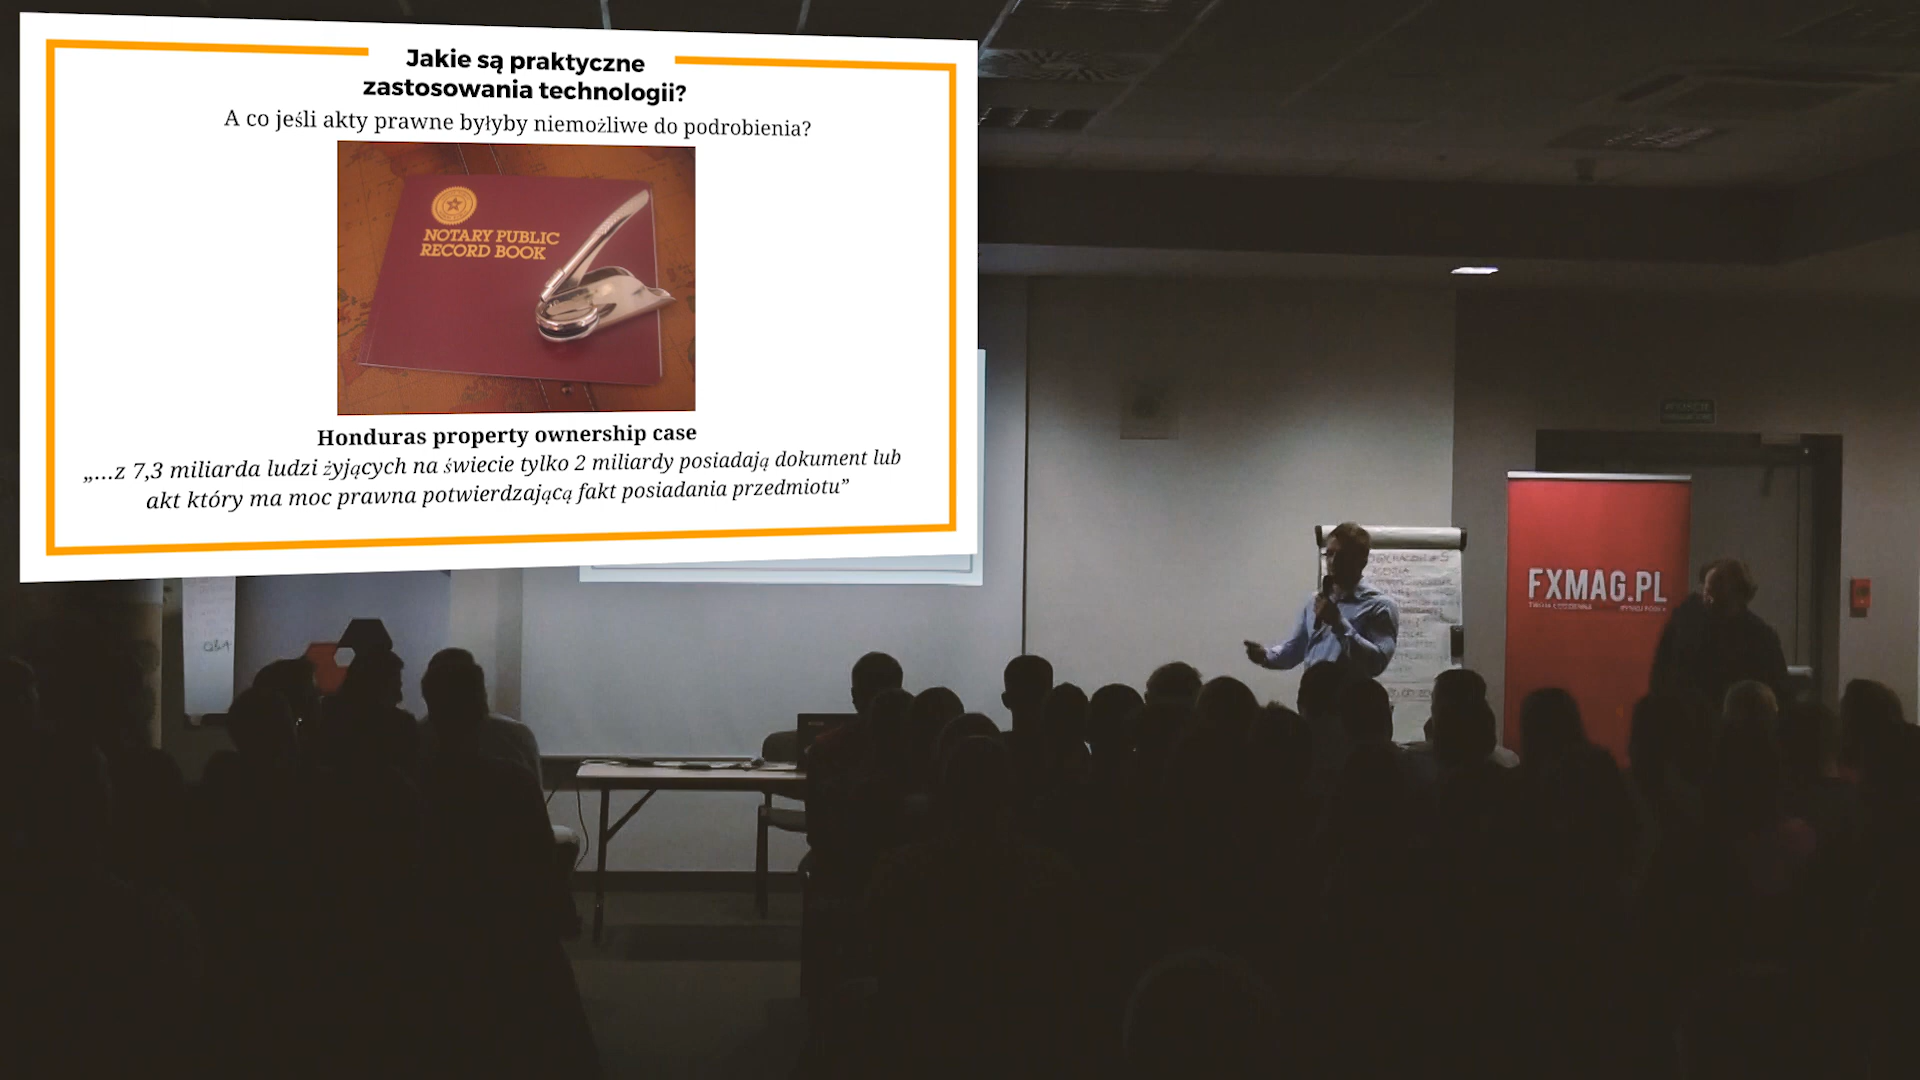 Jakie są praktyczne
zastosowania technologii?
A co jeśli akty prawne byłyby niemożliwe do podrobienia?
NOTARY PUBLIC
RECORD BOOK
Honduras property ownership case
„...z 7,3 miliarda ludzi żyjących na świecie tylko 2 miliardy posiadają dokument lub
akt który ma moc prawna potwierdzającą fakt posiadania przedmiotu”
FXMAG.PL
Q&A